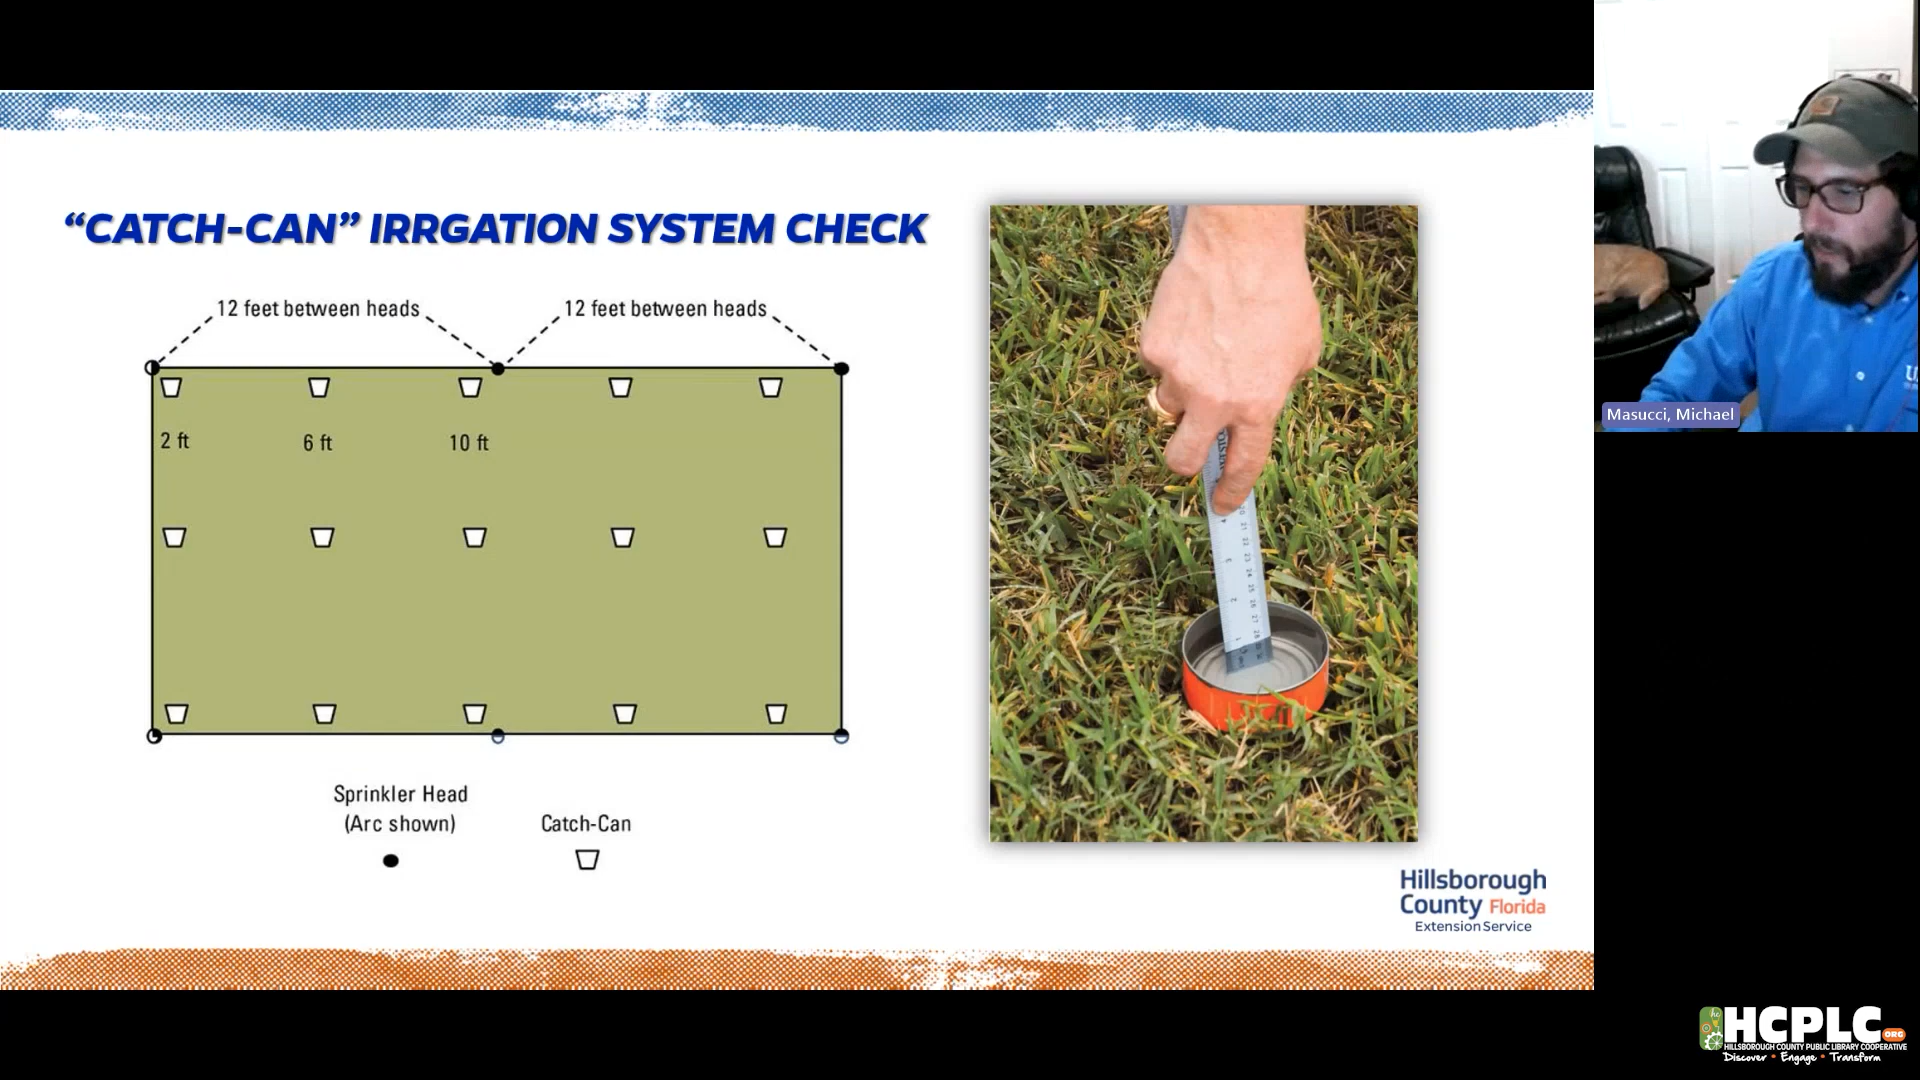 “CATCH-CAN” IRRGATION SYSTEM CHECK
12 feet between heads
12 feet between heads
2 ft
6 ft
10 ft
Sprinkler Head
(Arc shown)
Catch-Can
Hillsborough
County Florida
Extension Service
Masucci, Michael
HCPLC.ORG
HILLSBOROUGH COUNTY PUBLIC LIBRARY COOPERATIVE
Discover • Engage • Transform